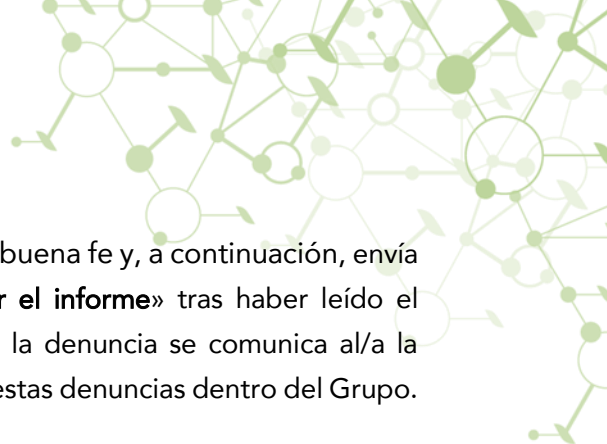 buena fe y, a continuación, envía
r el informe» tras haber leído el
la denuncia se comunica al/a la
estas denuncias dentro del Grupo.